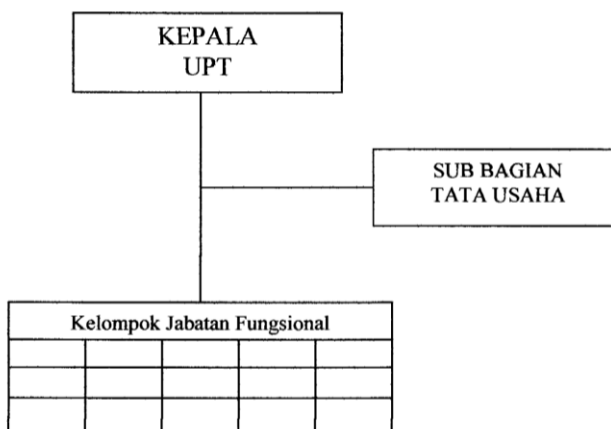 KEPALA
UPT
SUB BAGIAN
TATA USAHA
Kelompok Jabatan Fungsional